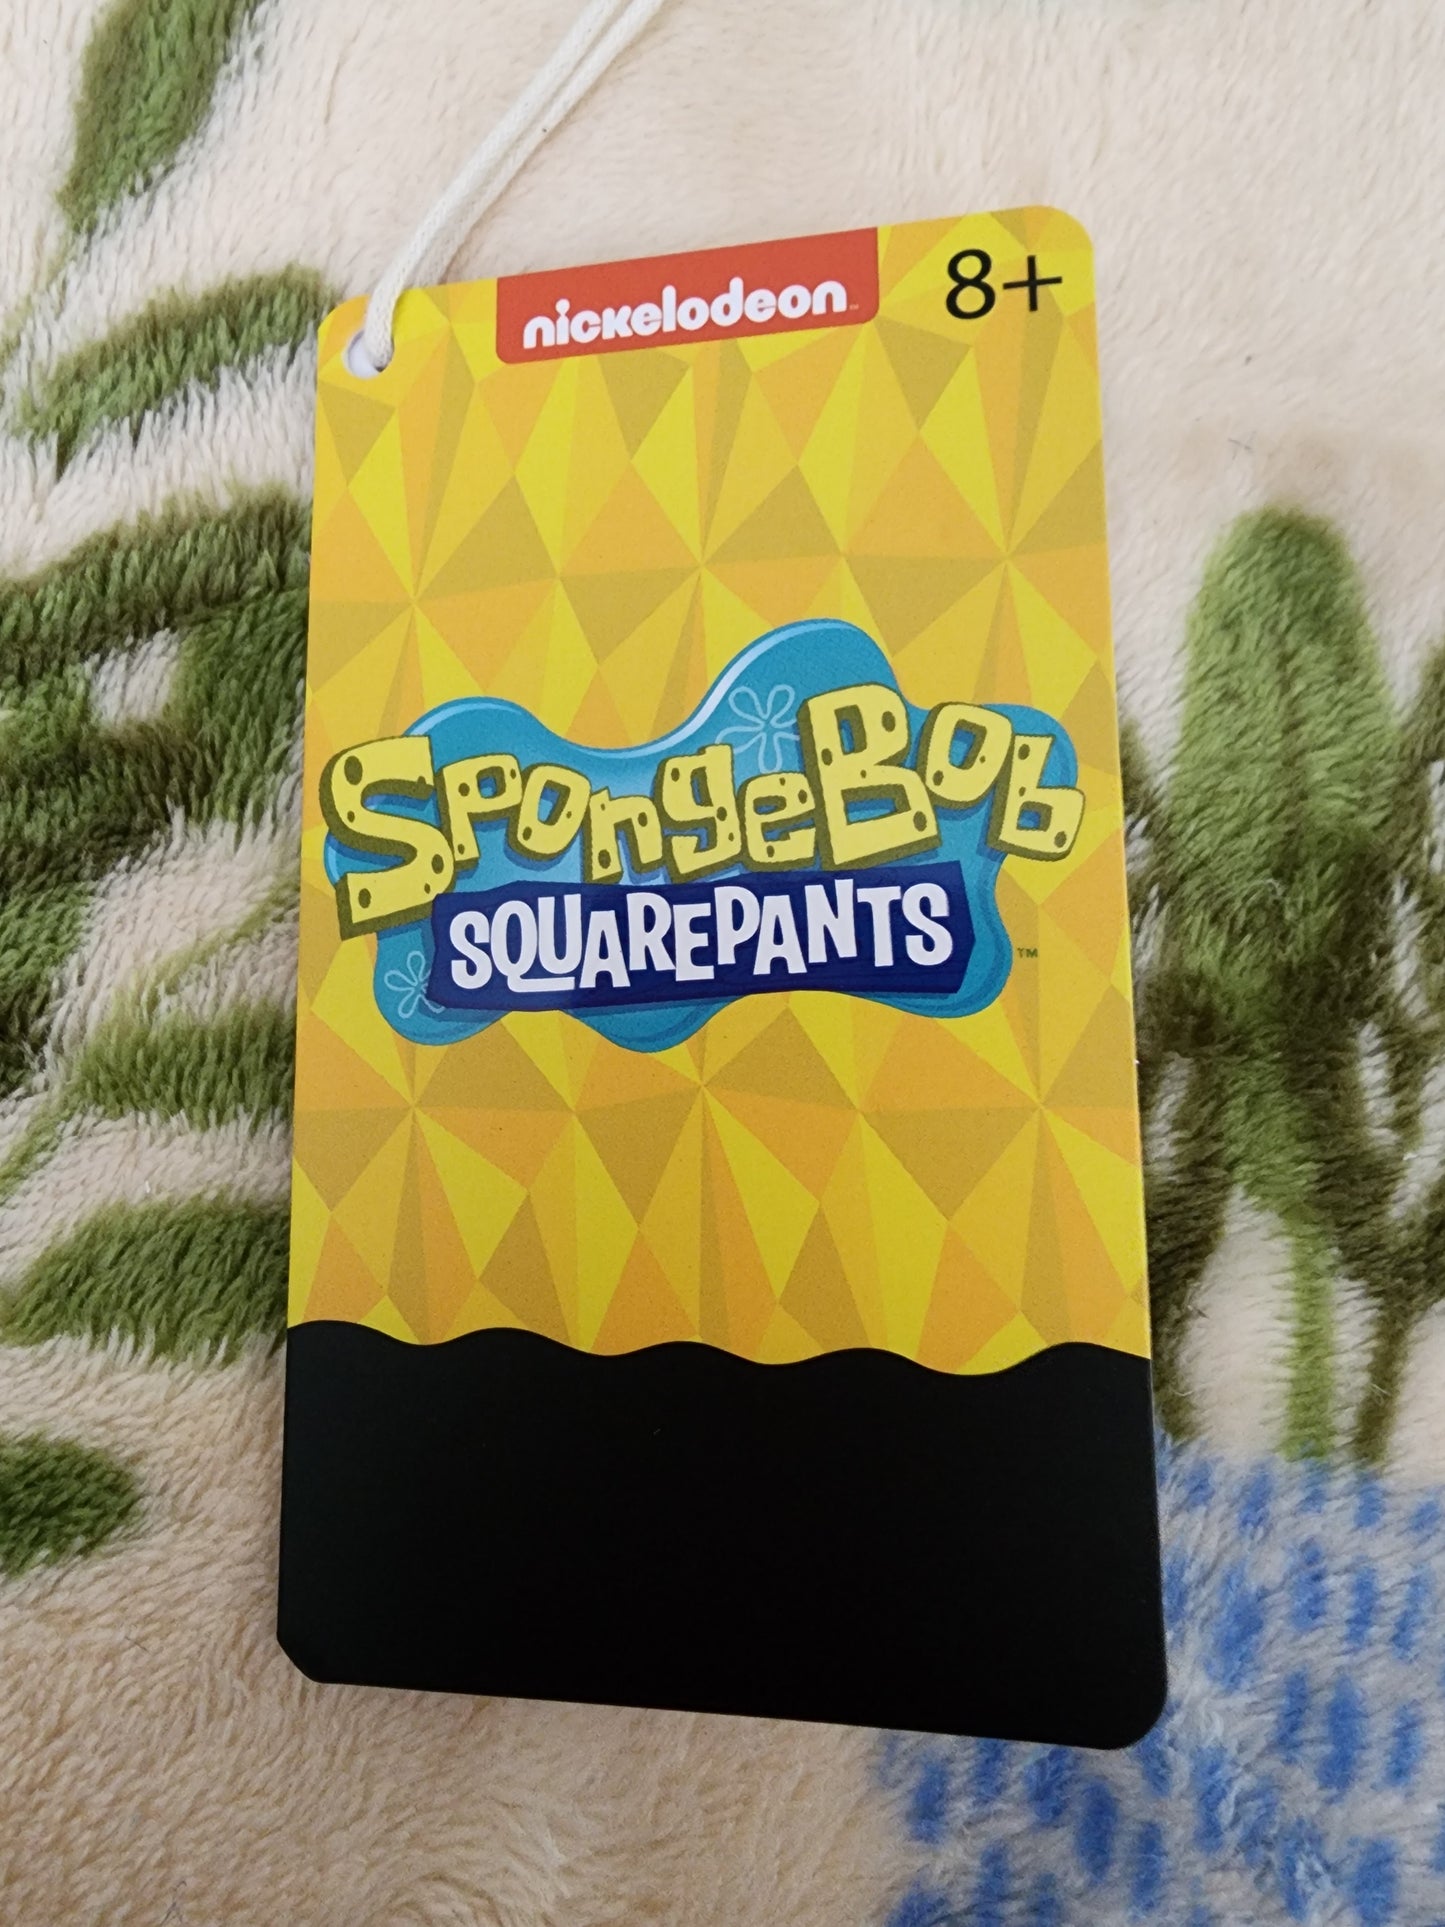 nickelodeon
8+
SpongeBob
SQUAREPANTS
TM